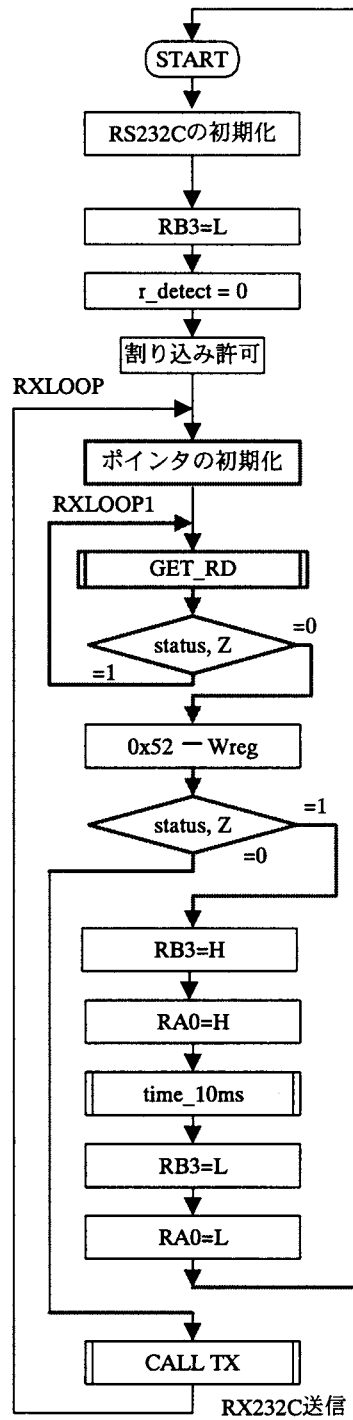 START
RS232Cの初期化
RB3=L
r_detect = 0
割り込み許可
RXLOOP
ポインタの初期化
RXLOOP1
GET_RD
status, Z
=0
=1
0x52 － Wreg
status, Z
=1
=0
RB3=H
RA0=H
time_10ms
RB3=L
RA0=L
CALL TX
RX232C送信